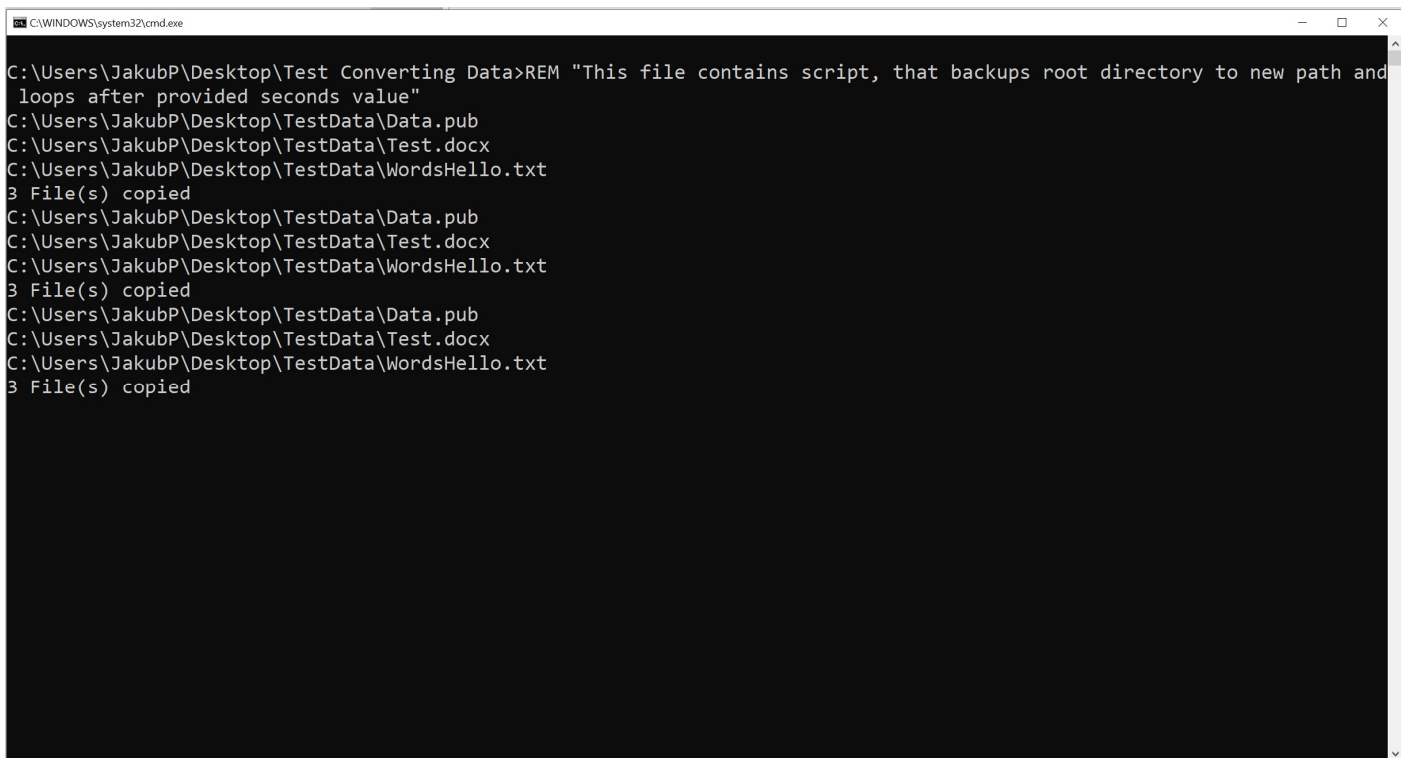 C:\WINDOWS\system32\cmd.exe
C:\Users\JakubP\Desktop\Test Converting Data>REM "This file contains script, that backups root directory to new path and
 loops after provided seconds value"
C:\Users\JakubP\Desktop\TestData\Data.pub
C:\Users\JakubP\Desktop\TestData\Test.docx
C:\Users\JakubP\Desktop\TestData\WordsHello.txt
3 File(s) copied
C:\Users\JakubP\Desktop\TestData\Data.pub
C:\Users\JakubP\Desktop\TestData\Test.docx
C:\Users\JakubP\Desktop\TestData\WordsHello.txt
3 File(s) copied
C:\Users\JakubP\Desktop\TestData\Data.pub
C:\Users\JakubP\Desktop\TestData\Test.docx
C:\Users\JakubP\Desktop\TestData\WordsHello.txt
3 File(s) copied